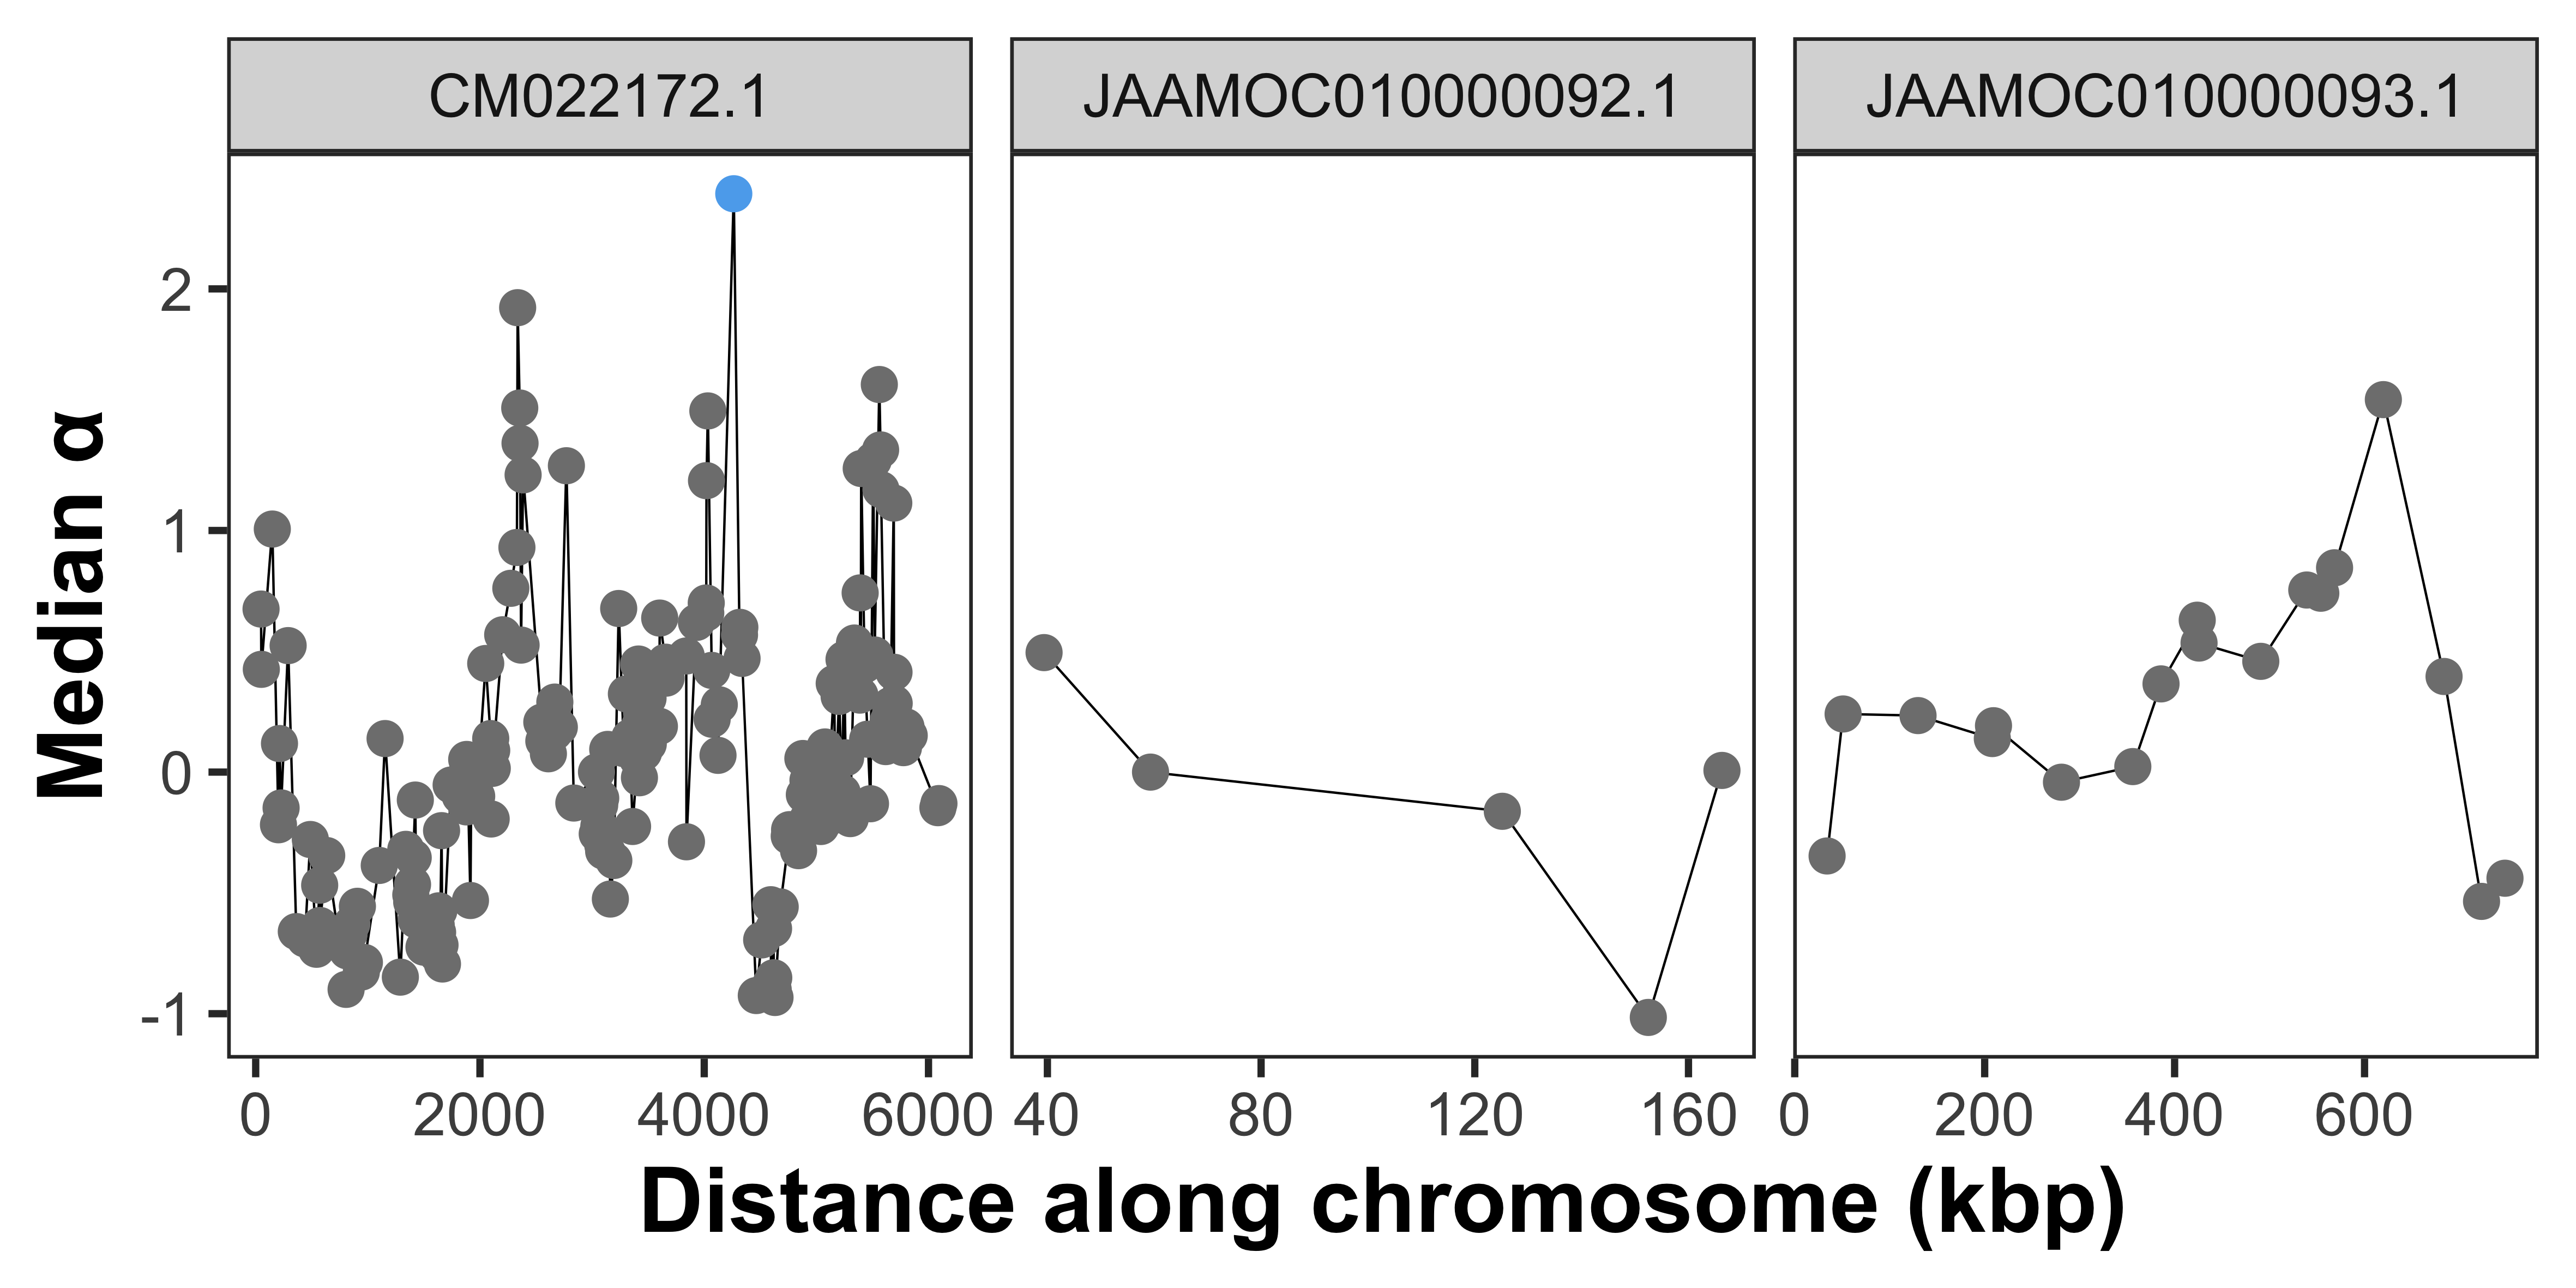 CM022172.1 JAAMOC010000092.1 JAAMOC010000093.1
2
1
0
-1
Median α
0 2000 4000 6000 40 80 120 160 0 200 400 600
Distance along chromosome (kbp)